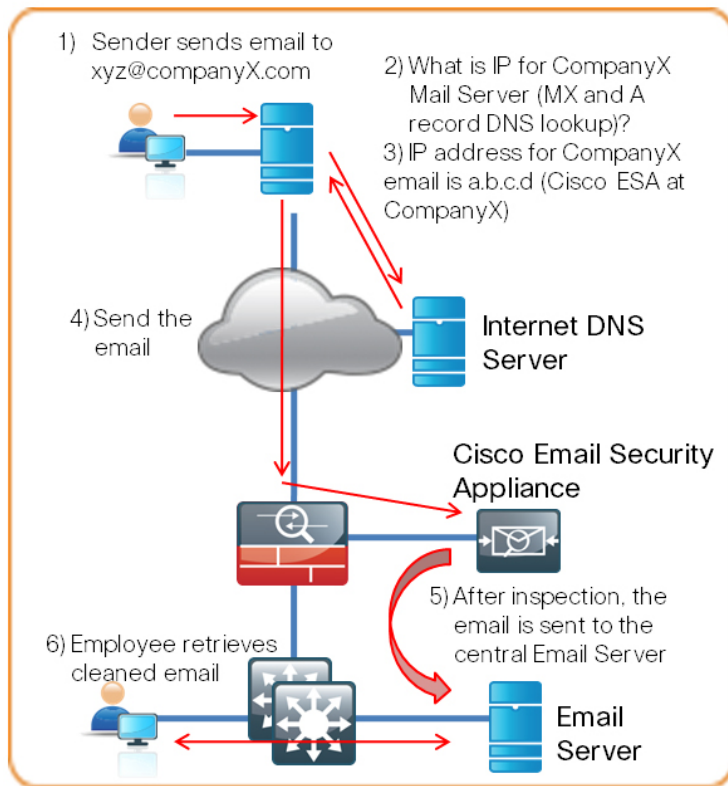 1) Sender sends email to
xyz@companyX.com
2) What is IP for CompanyX
Mail Server (MX and A
record DNS lookup)?
3) IP address for CompanyX
email is a.b.c.d (Cisco ESA at
CompanyX)
4) Send the
email
Internet DNS
Server
Cisco Email Security
Appliance
5) After inspection, the
email is sent to the
central Email Server
6) Employee retrieves
cleaned email
Email
Server